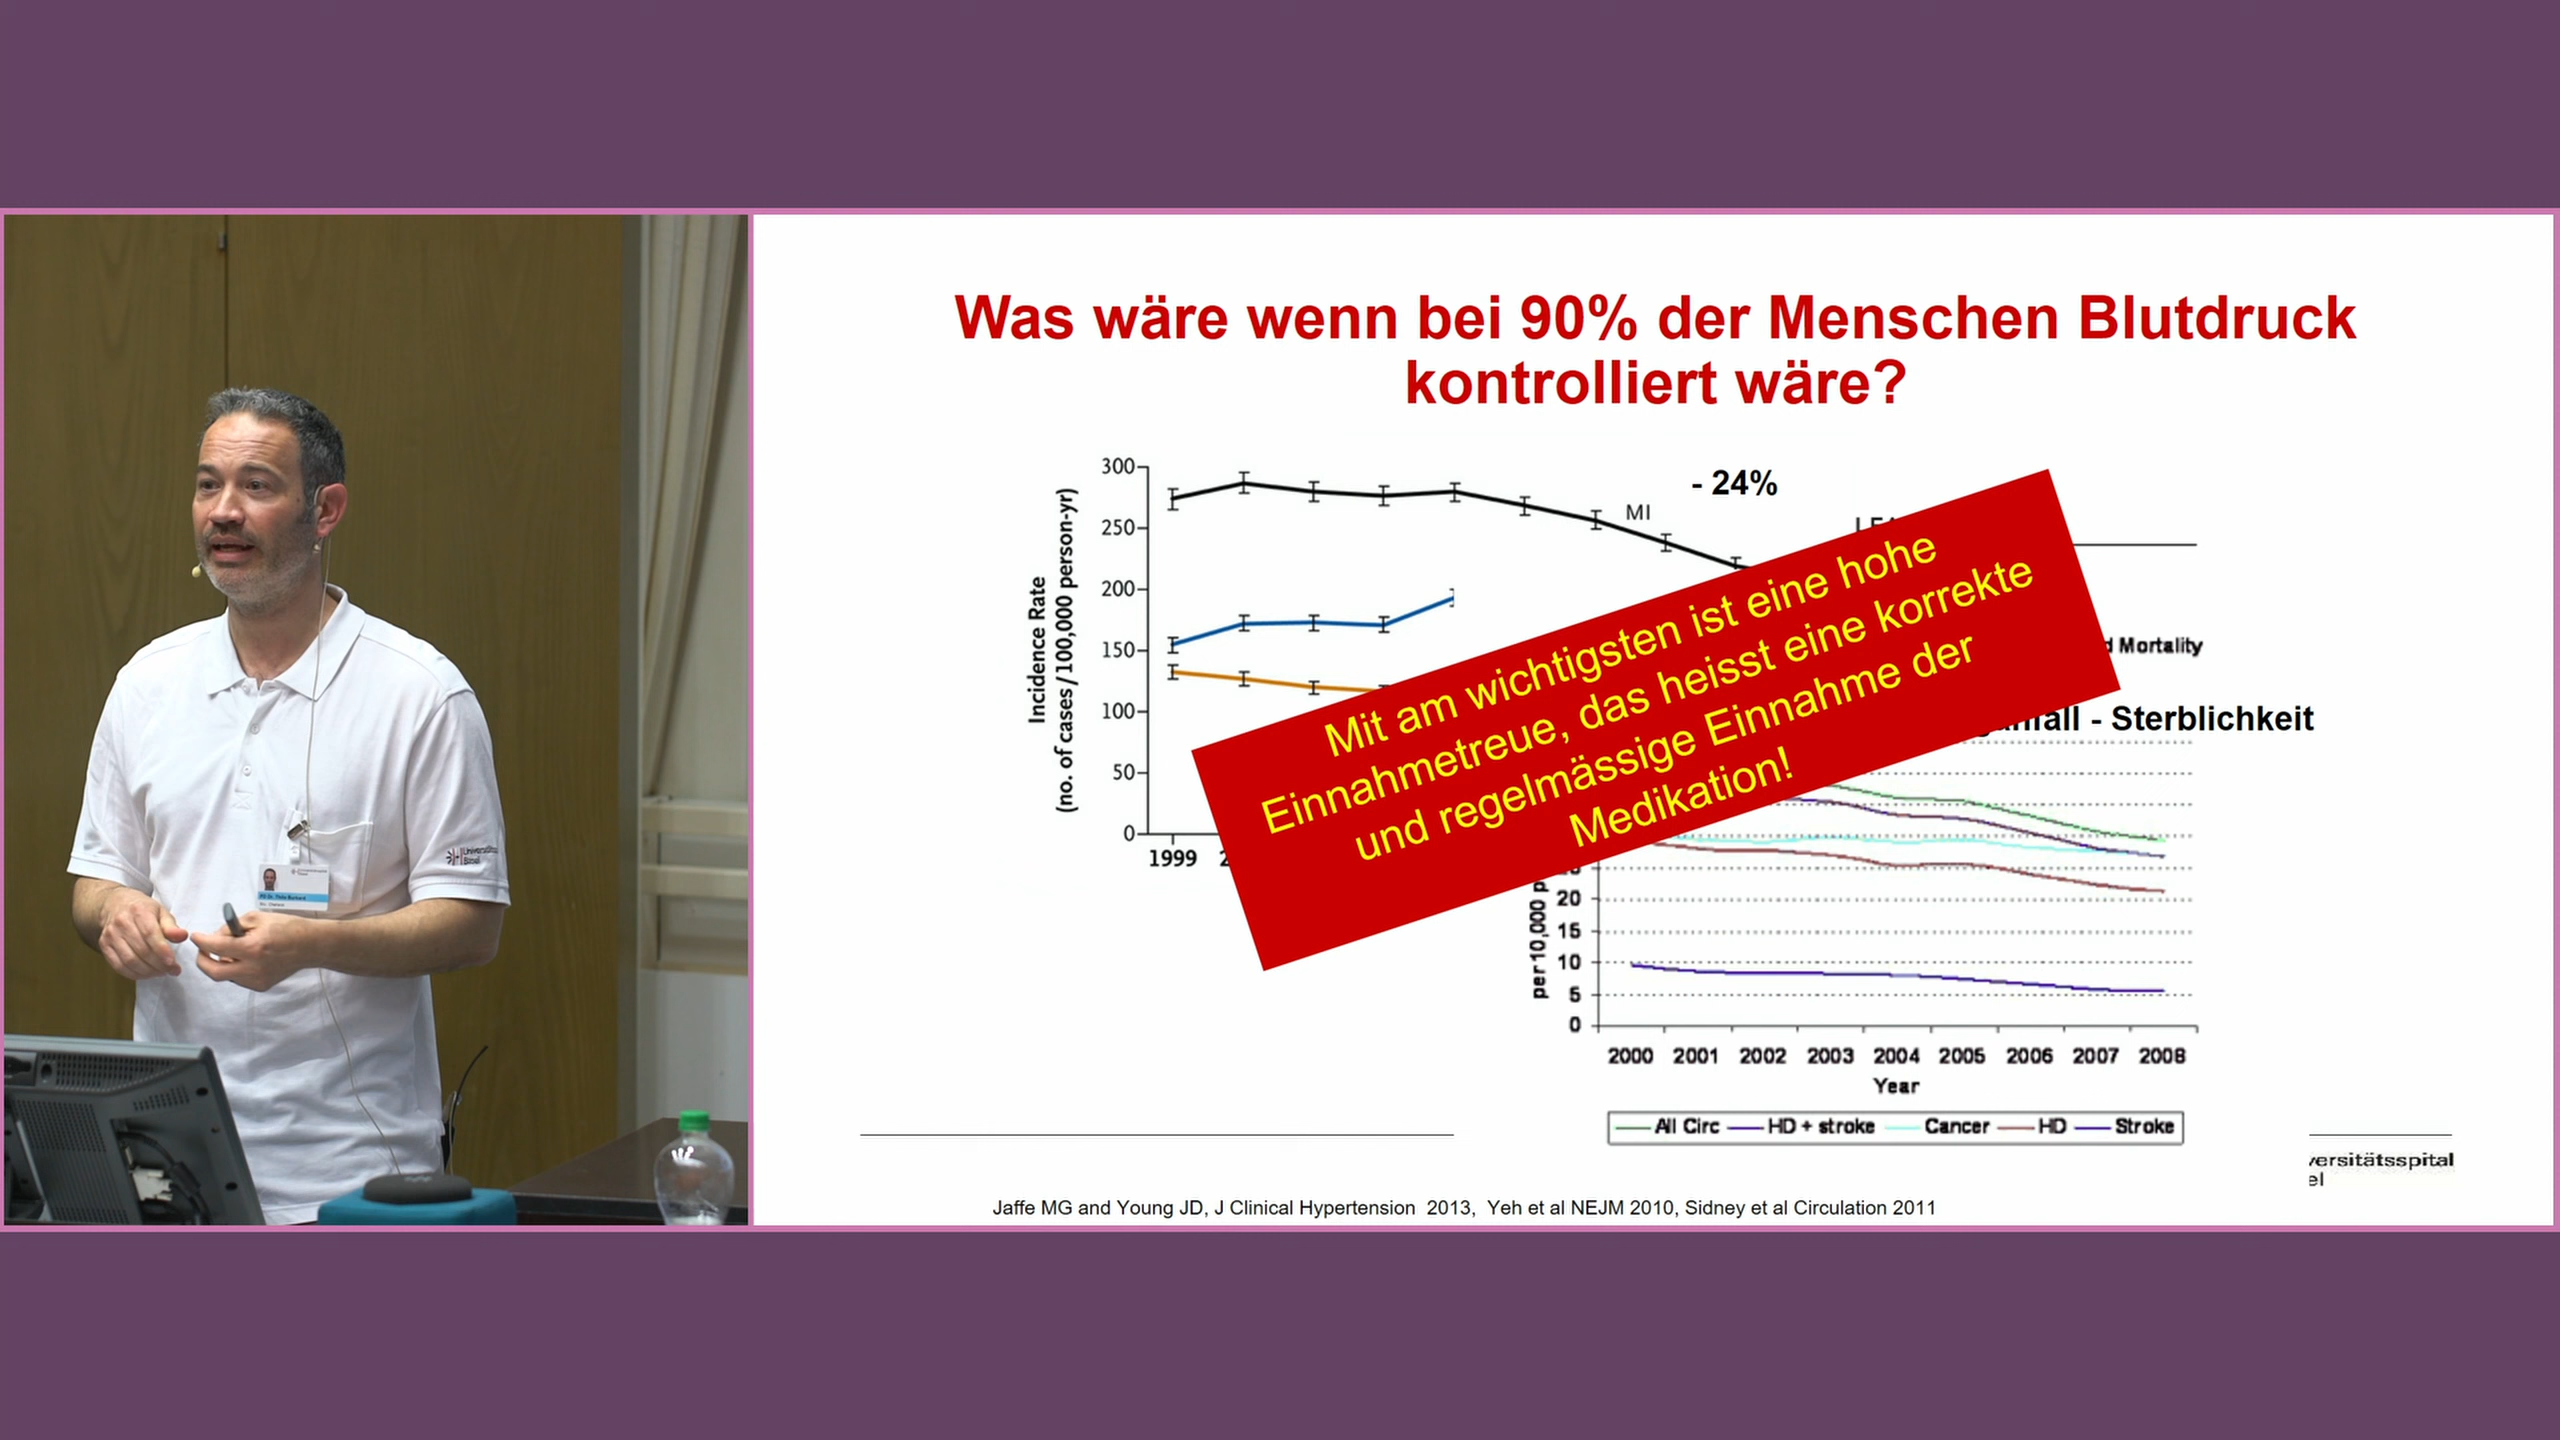 Was wäre wenn bei 90% der Menschen Blutdruck
kontrolliert wäre?
300
250
200
150
100
50
0
Incidence Rate
(no. of cases/100,000 person-yr)
1999
MI
- 24%
Mit am wichtigsten ist eine hohe
Einnahmetreue, das heisst eine korrekte
und regelmässige Einnahme der
Medikation!
Mortality
- Sterblichkeit
20
15
10
5
0
per 10,000
2000 2001 2002 2003 2004 2005 2006 2007 2008
Year
All Circ HD + stroke Cancer HD Stroke
versitätsspital
el
Jaffe MG and Young JD, J Clinical Hypertension 2013, Yeh et al NEJM 2010, Sidney et al Circulation 2011